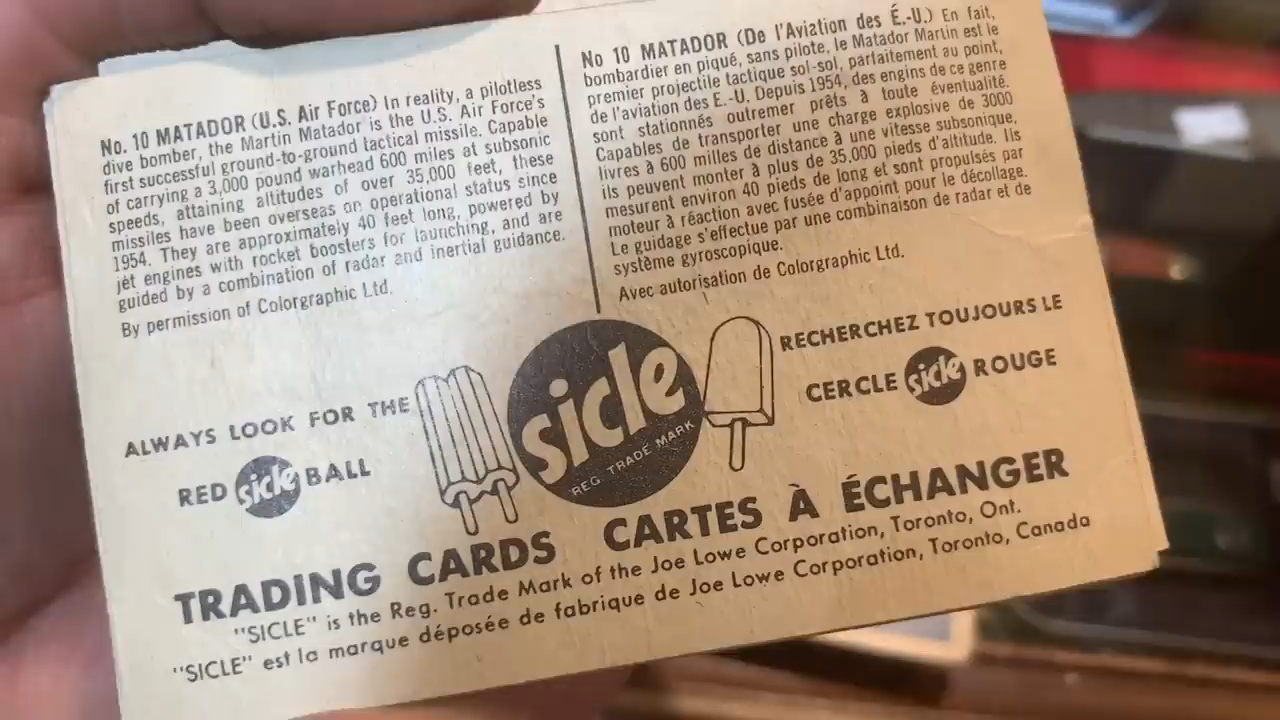 No. 10 MATADOR (U.S. Air Force) In reality, a pilotless
dive bomber, the Martin Matador is the U.S. Air Force's
first successful ground-to-ground tactical missile. Capable
of carrying a 3,000 pound warhead 600 miles at subsonic
speeds, attaining altitudes of over 35,000 feet, these
missiles have been overseas on operational status since
1954. They are approximately 40 feet long, powered by
jet engines with rocket boosters for launching, and are
guided by a combination of radar and inertial guidance.
By permission of Colorgraphic Ltd.
No 10 MATADOR (De l'Aviation des É.-U.) En fait,
bombardier en piqué, sans pilote, le Matador Martin est le
premier projectile tactique sol-sol, parfaitement au point,
de l'aviation des E.-U. Depuis 1954, des engins de ce genre
sont stationnés outremer prêts à toute éventualité.
Capables de transporter une charge explosive de 3000
livres à 600 milles de distance à une vitesse subsonique,
ils peuvent monter à plus de 35,000 pieds d'altitude. Ils
mesurent environ 40 pieds de long et sont propulsés par
moteur à réaction avec fusée d'appoint pour le décollage.
Le guidage s'effectue par une combinaison de radar et de
système gyroscopique.
Avec autorisation de Colorgraphic Ltd.
ALWAYS LOOK FOR THE
RED sicle BALL
sicle
REG. TRADE MARK
RECHERCHEZ TOUJOURS LE
CERCLE sicle ROUGE
TRADING CARDS CARTES À ÉCHANGER
"SICLE" is the Reg. Trade Mark of the Joe Lowe Corporation, Toronto, Ont.
"SICLE" est la marque déposée de fabrique de Joe Lowe Corporation, Toronto, Canada